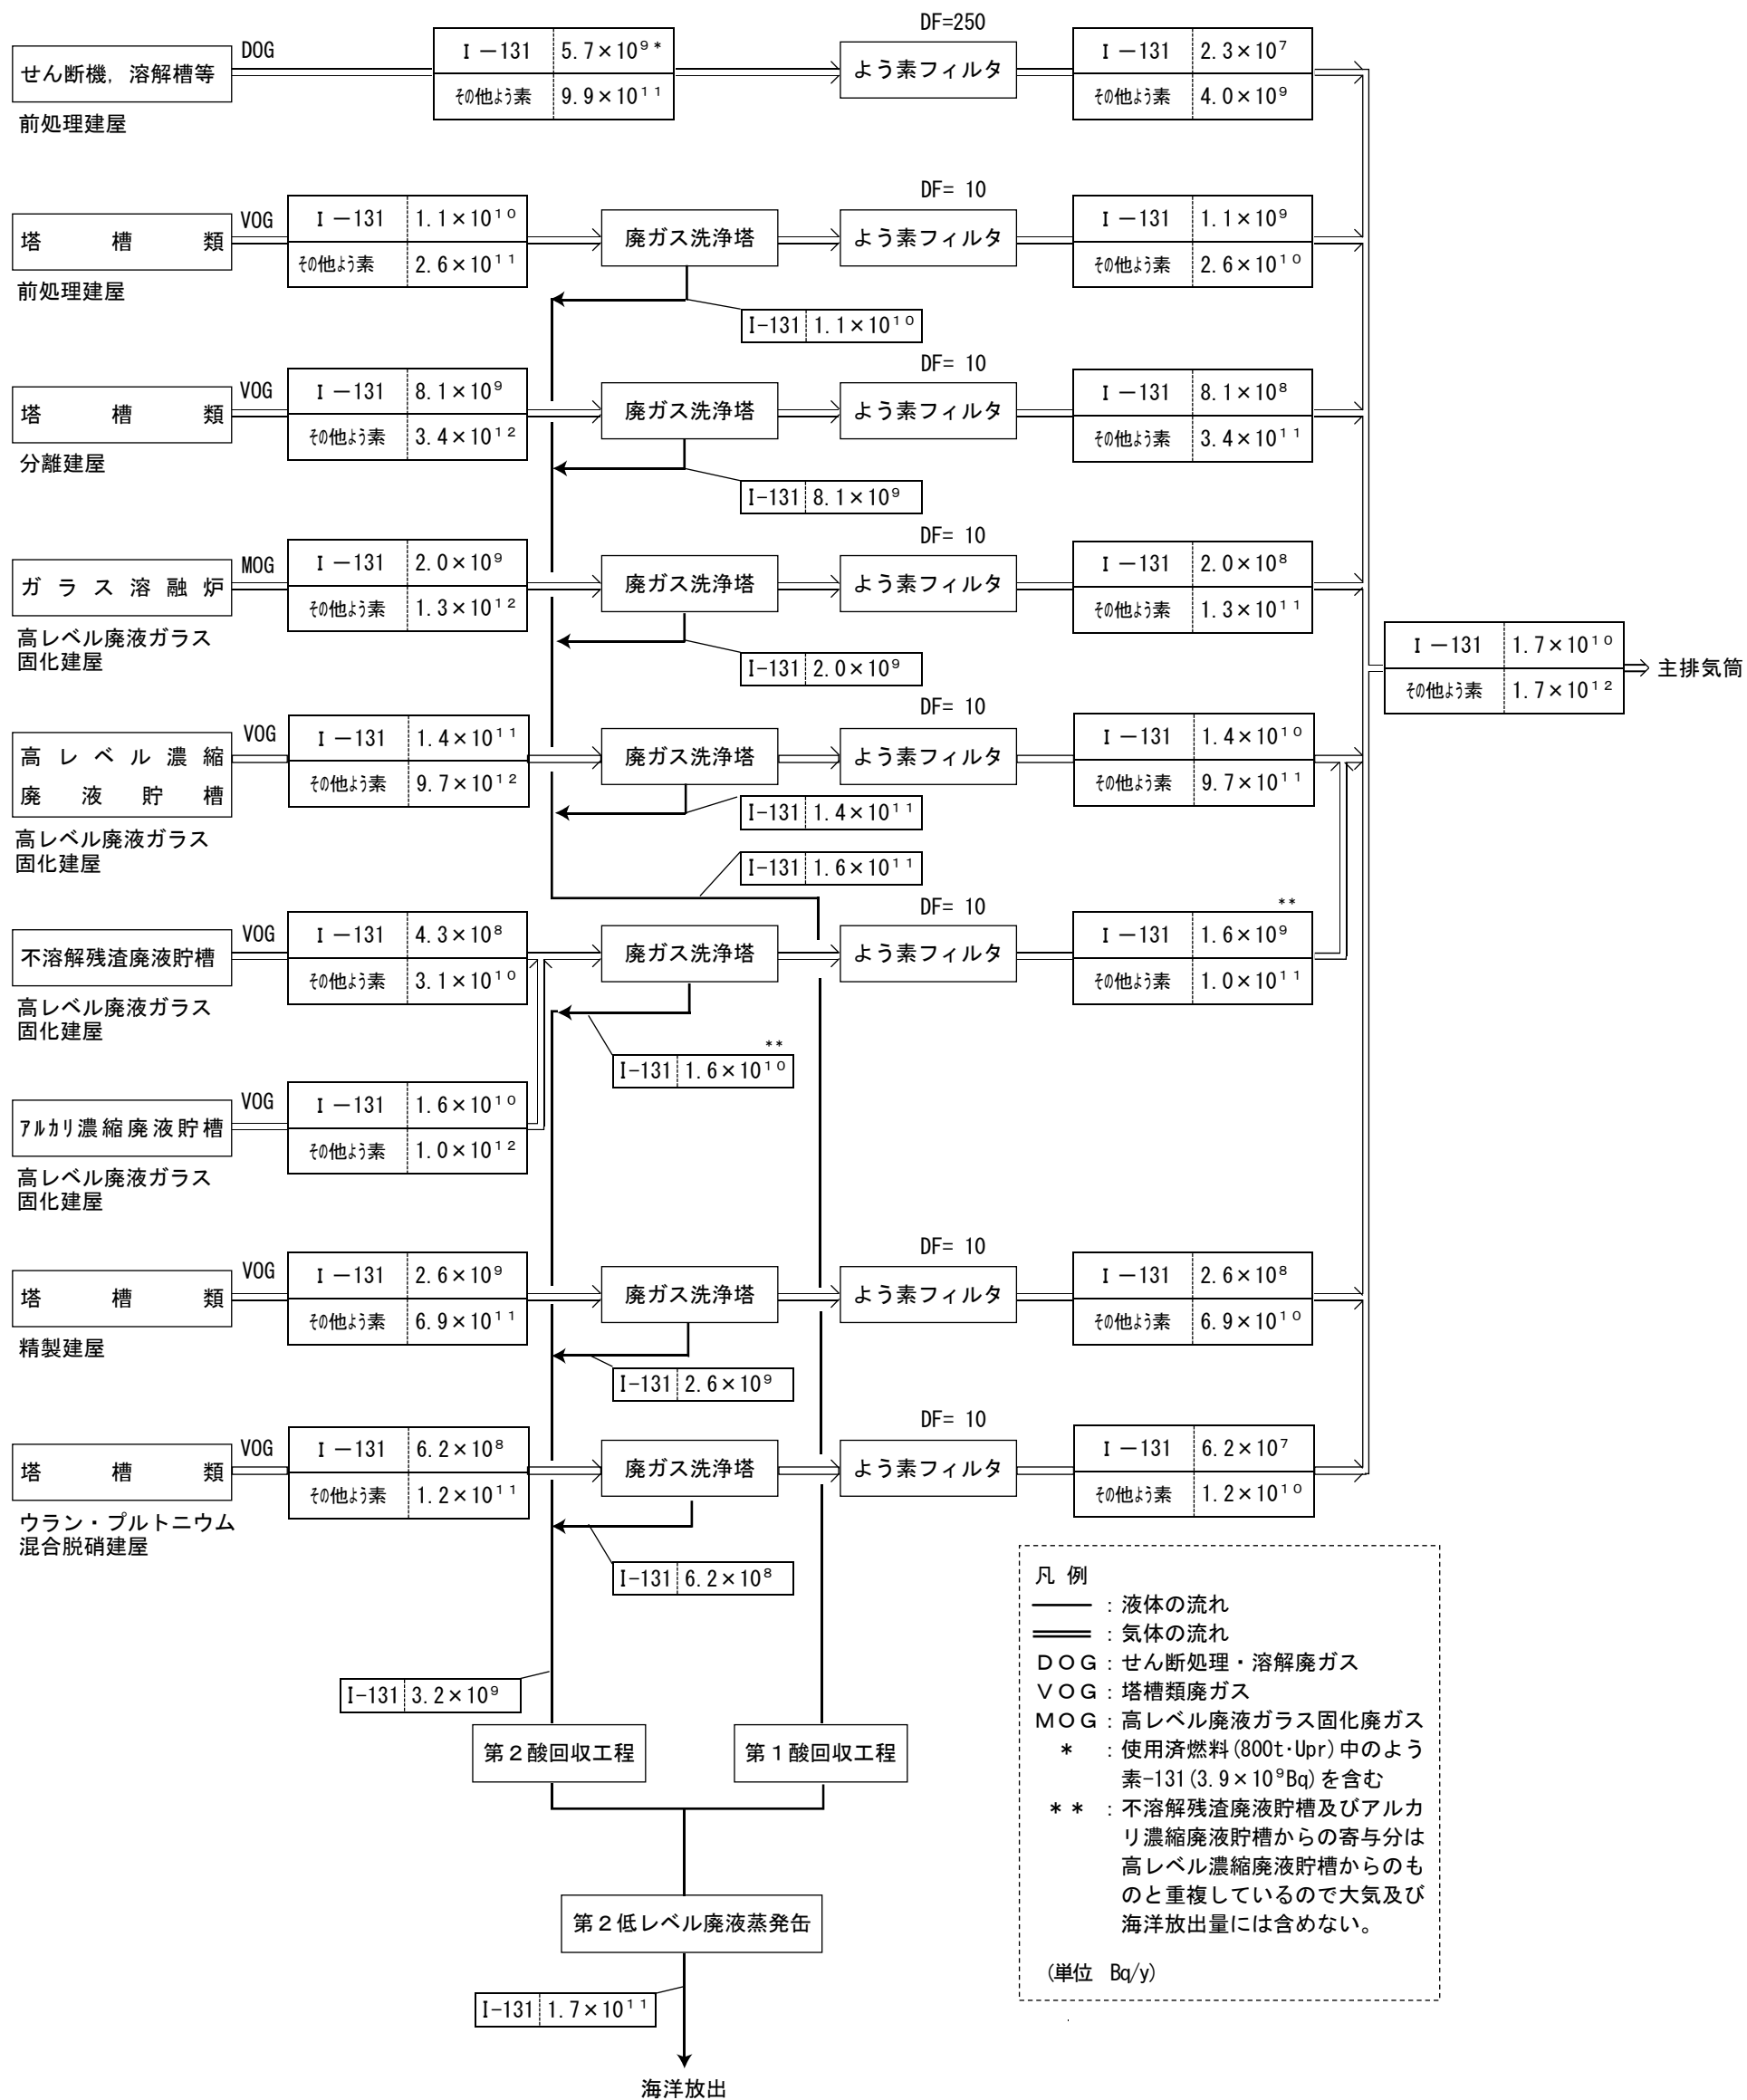 DF=250
せん断機，溶解槽等
DOG
I －131 5.7×10⁹*
その他よう素 9.9×10¹¹
よう素フィルタ
I －131 2.3×10⁷
その他よう素 4.0×10⁹
前処理建屋
DF= 10
塔槽類
VOG
I －131 1.1×10¹⁰
その他よう素 2.6×10¹¹
廃ガス洗浄塔
よう素フィルタ
I －131 1.1×10⁹
その他よう素 2.6×10¹⁰
前処理建屋
I-131 1.1×10¹⁰
DF= 10
塔槽類
VOG
I －131 8.1×10⁹
その他よう素 3.4×10¹²
廃ガス洗浄塔
よう素フィルタ
I －131 8.1×10⁸
その他よう素 3.4×10¹¹
分離建屋
I-131 8.1×10⁹
DF= 10
ガラス溶融炉
MOG
I －131 2.0×10⁹
その他よう素 1.3×10¹²
廃ガス洗浄塔
よう素フィルタ
I －131 2.0×10⁸
その他よう素 1.3×10¹¹
高レベル廃液ガラス
固化建屋
I-131 2.0×10⁹
I －131 1.7×10¹⁰
その他よう素 1.7×10¹²
主排気筒
DF= 10
高レベル濃縮
廃液貯槽
VOG
I －131 1.4×10¹¹
その他よう素 9.7×10¹²
廃ガス洗浄塔
よう素フィルタ
I －131 1.4×10¹⁰
その他よう素 9.7×10¹¹
高レベル廃液ガラス
固化建屋
I-131 1.4×10¹¹
I-131 1.6×10¹¹
DF= 10
不溶解残渣廃液貯槽
VOG
I －131 4.3×10⁸
その他よう素 3.1×10¹⁰
廃ガス洗浄塔
よう素フィルタ
**
I －131 1.6×10⁹
その他よう素 1.0×10¹¹
高レベル廃液ガラス
固化建屋
**
I-131 1.6×10¹⁰
アルカリ濃縮廃液貯槽
VOG
I －131 1.6×10¹⁰
その他よう素 1.0×10¹²
高レベル廃液ガラス
固化建屋
DF= 10
塔槽類
VOG
I －131 2.6×10⁹
その他よう素 6.9×10¹¹
廃ガス洗浄塔
よう素フィルタ
I －131 2.6×10⁸
その他よう素 6.9×10¹⁰
精製建屋
I-131 2.6×10⁹
DF= 10
塔槽類
VOG
I －131 6.2×10⁸
その他よう素 1.2×10¹¹
廃ガス洗浄塔
よう素フィルタ
I －131 6.2×10⁷
その他よう素 1.2×10¹⁰
ウラン・プルトニウム
混合脱硝建屋
I-131 6.2×10⁸
I-131 3.2×10⁹
第２酸回収工程
第１酸回収工程
第２低レベル廃液蒸発缶
I-131 1.7×10¹¹
海洋放出
凡 例
：液体の流れ
：気体の流れ
ＤＯＧ：せん断処理・溶解廃ガス
ＶＯＧ：塔槽類廃ガス
ＭＯＧ：高レベル廃液ガラス固化廃ガス
* ：使用済燃料(800t・Upr)中のよう
素-131(3.9×10⁹Bq)を含む
** ：不溶解残渣廃液貯槽及びアルカ
リ濃縮廃液貯槽からの寄与分は
高レベル濃縮廃液貯槽からのも
のと重複しているので大気及び
海洋放出量には含めない。
(単位 Bq/y)